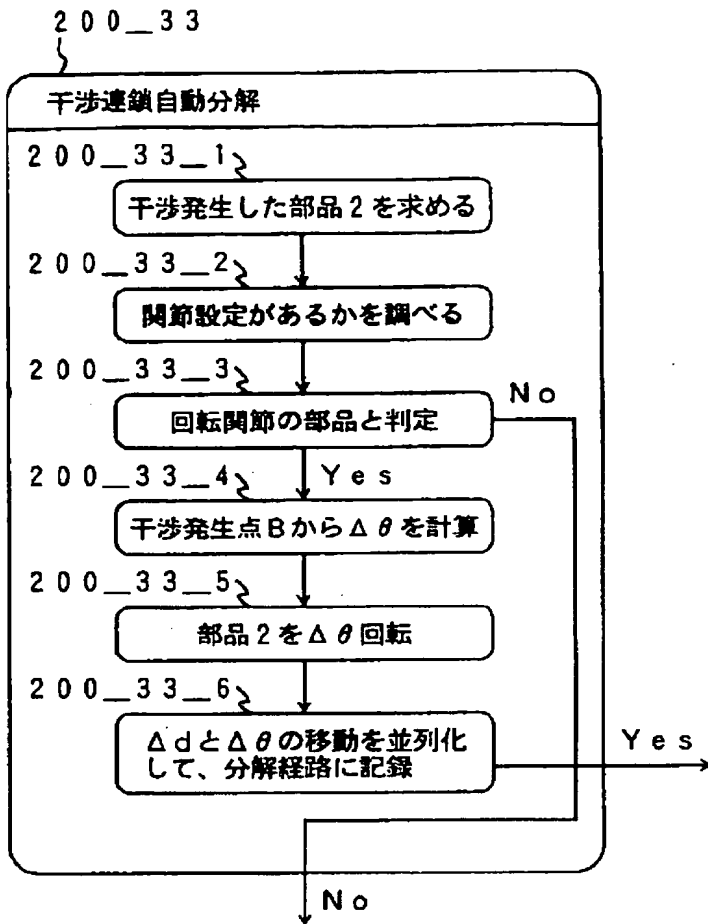 200_33
干渉連鎖自動分解
200_33_1
干渉発生した部品2を求める
200_33_2
関節設定があるかを調べる
200_33_3
No
回転関節の部品と判定
200_33_4
Yes
干渉発生点BからΔθを計算
200_33_5
部品2をΔθ回転
200_33_6
Yes
ΔdとΔθの移動を並列化
して、分解経路に記録
No